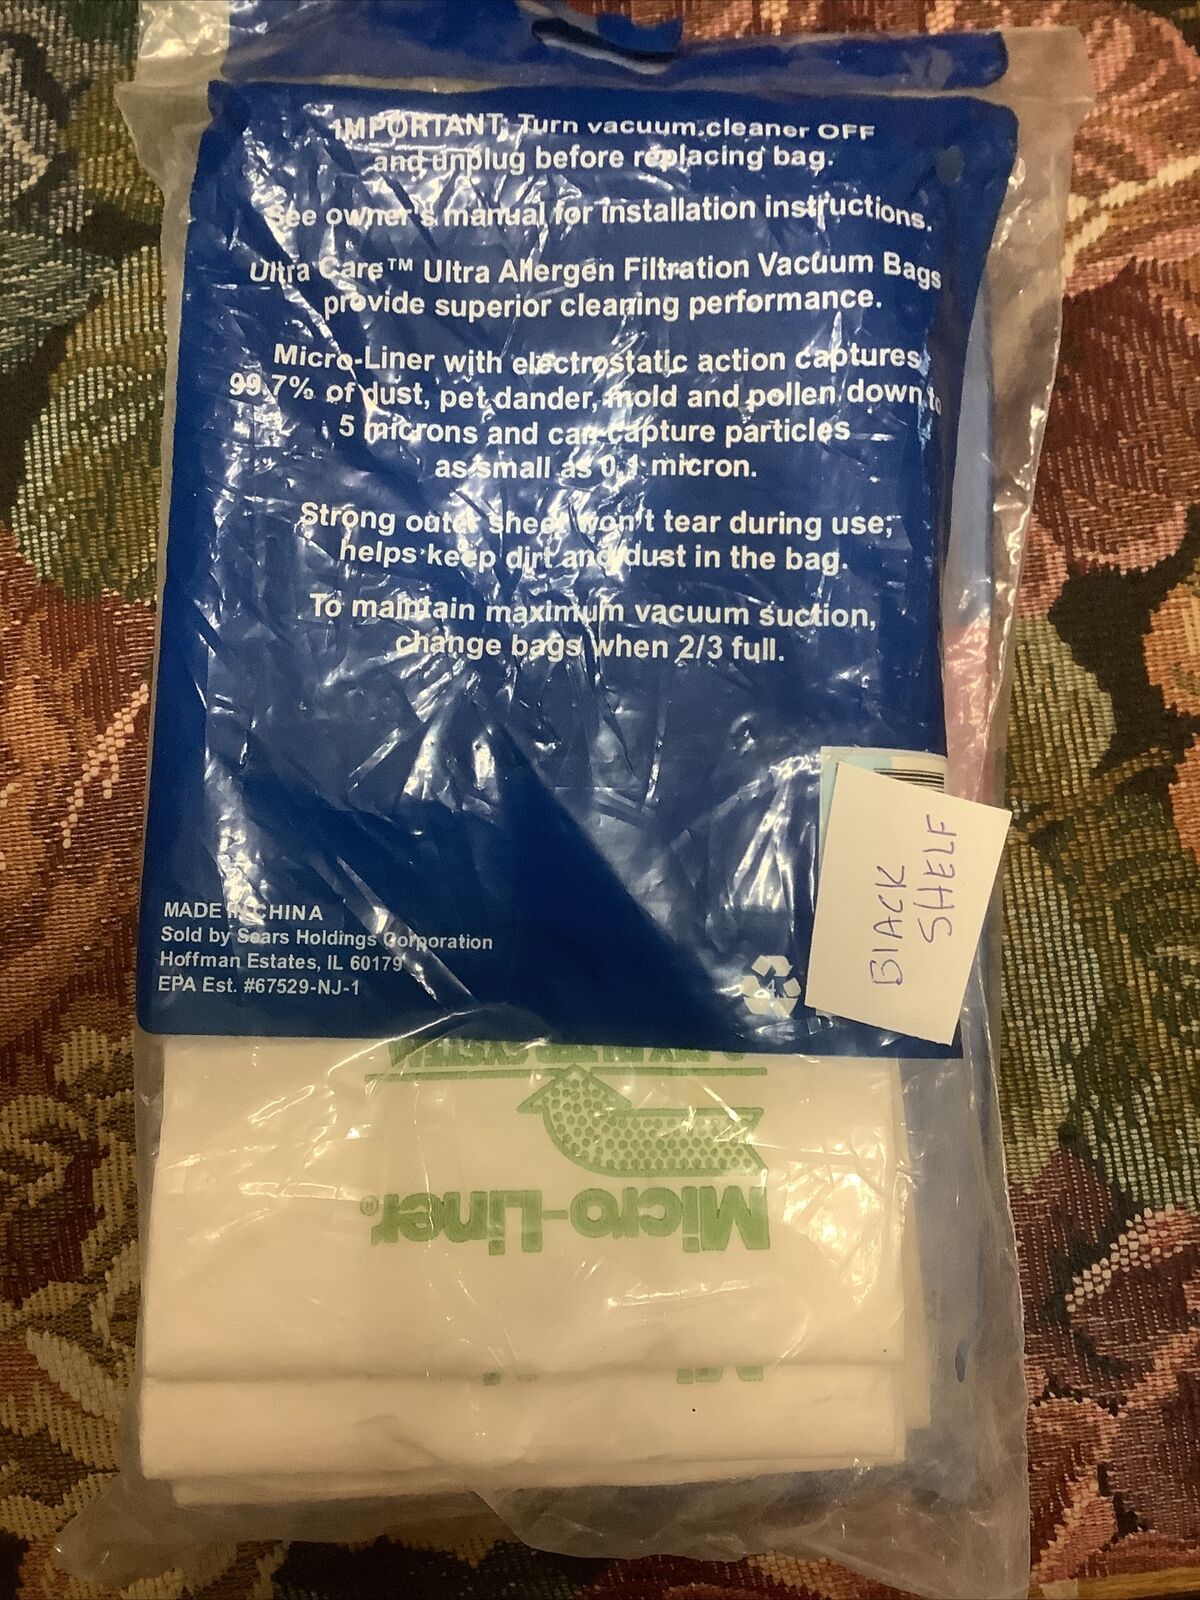 IMPORTANT: Turn vacuum cleaner OFF
and unplug before replacing bag.
See owner's manual for installation instructions.
Ultra Care™ Ultra Allergen Filtration Vacuum Bags
provide superior cleaning performance.
Micro-Liner with electrostatic action captures
99.7% of dust, pet dander, mold and pollen down to
5 microns and can capture particles
as small as 0.1 micron.
Strong outer sheet won't tear during use;
helps keep dirt and dust in the bag.
To maintain maximum vacuum suction,
change bags when 2/3 full.
MADE IN CHINA
Sold by Sears Holdings Corporation
Hoffman Estates, IL 60179
EPA Est. #67529-NJ-1
4
BlACK
SHELF
FILTER SYSTEM
Micro-Liner®